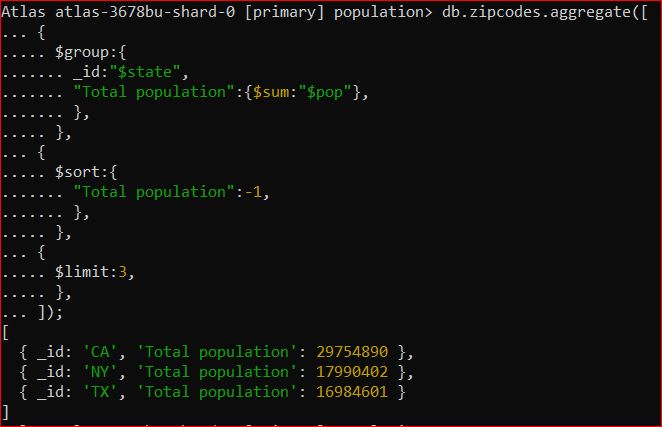 Atlas atlas-3678bu-shard-0 [primary] population> db.zipcodes.aggregate([
... {
..... $group:{
....... _id:"$state",
....... "Total population":{$sum:"$pop"},
....... },
..... },
... {
..... $sort:{
....... "Total population":-1,
....... },
..... },
... {
..... $limit:3,
..... },
... ]);
[
  { _id: 'CA', 'Total population': 29754890 },
  { _id: 'NY', 'Total population': 17990402 },
  { _id: 'TX', 'Total population': 16984601 }
]